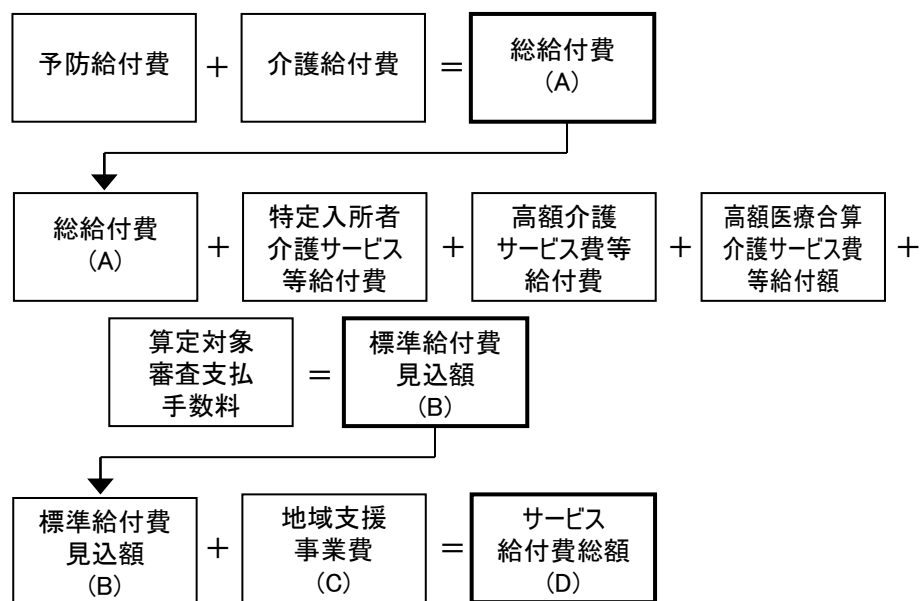 予防給付費
+
介護給付費
=
総給付費
(A)
総給付費
(A)
+
特定入所者
介護サービス
等給付費
+
高額介護
サービス費等
給付費
+
高額医療合算
介護サービス費
等給付額
+
算定対象
審査支払
手数料
=
標準給付費
見込額
(B)
標準給付費
見込額
(B)
+
地域支援
事業費
(C)
=
サービス
給付費総額
(D)